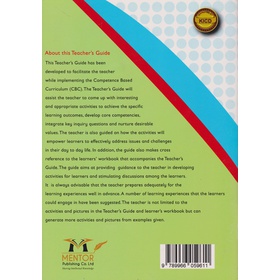 KICD
About this Teacher's Guide
This Teacher's Guide has been
developed to facilitate the teacher
while implementing the Competence Based
Curriculum (CBC). The Teacher's Guide will
assist the teacher to come up with interesting
and appropriate activities to achieve the specific
learning outcomes, develop core competencies,
integrate key inquiry questions and nurture desirable
values. The teacher is also guided on how the activities will
empower learners to effectively address issues and challenges
in their day to day life. In addition, the guide also makes cross
reference to the learners' workbook that accompanies the Teacher's
Guide. The guide aims at providing guidance to the teacher in developing
activities for learners and stimulating discussions among the learners.
It is always advisable that the teacher prepares adequately for the
learning experiences well in advance. A number of learning experiences that the learners
could engage in have been suggested. The teacher is not limited to the
activities and pictures in the Teacher's Guide and learner's workbook but can
generate more activities and pictures from examples given.
MENTOR
Publishing Co. Ltd
9789966059611